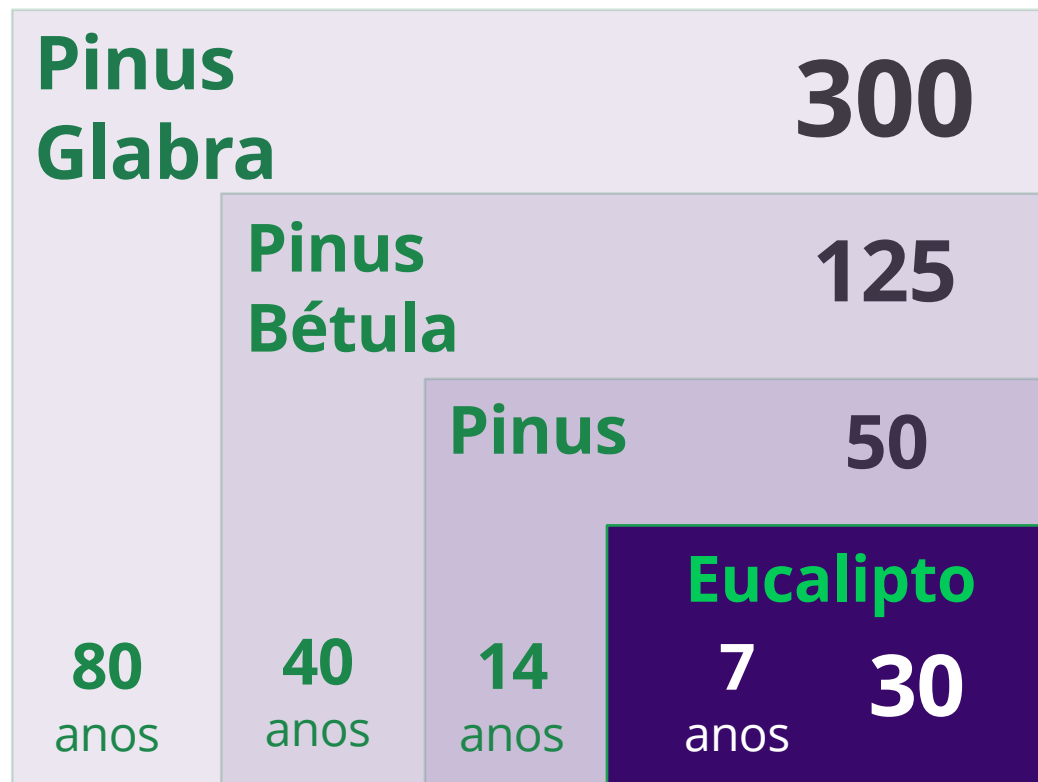 Pinus
Glabra
300
Pinus
Bétula
125
Pinus
50
Eucalipto
80
anos
40
anos
14
anos
7
anos
30